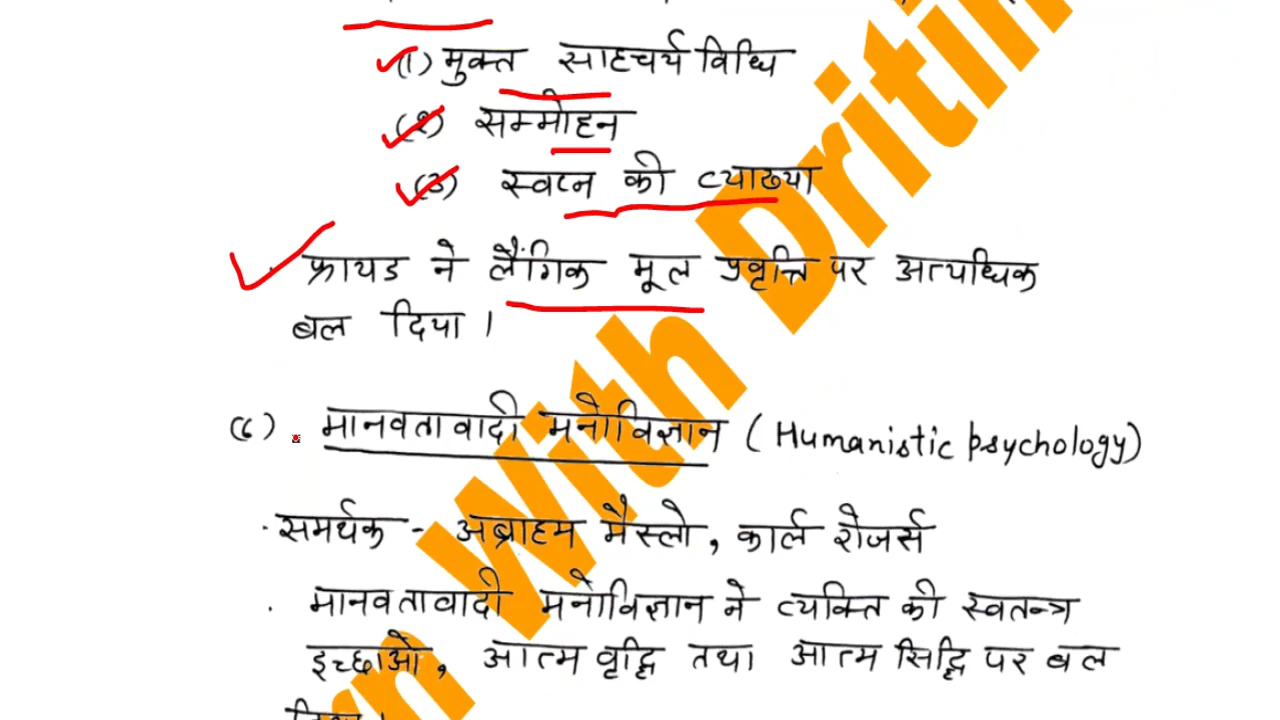 (1) मुक्त साहचर्य विधि
(2) सम्मोहन
(3) स्वप्न की व्याख्या
· फ्रायड ने लैंगिक मूल प्रवृत्ति पर अत्यधिक
बल दिया ।
(6) · मानवतावादी मनोविज्ञान ( Humanistic psychology)
· समर्थक - अब्राहम मैस्लो , कार्ल रोजर्स
· मानवतावादी मनोविज्ञान ने व्यक्ति की स्वतन्त्र
इच्छाओं , आत्म वृद्धि तथा आत्म सिद्धि पर बल
With Driti